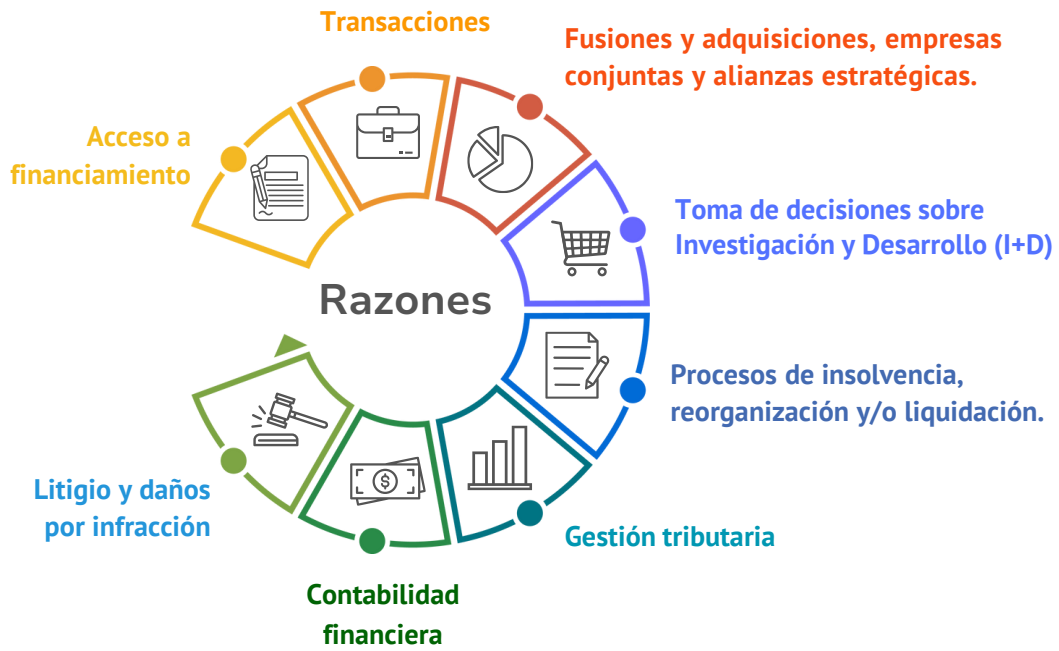 Transacciones
Fusiones y adquisiciones, empresas
conjuntas y alianzas estratégicas.
Acceso a
financiamiento
Toma de decisiones sobre
Investigación y Desarrollo (I+D)
Razones
Procesos de insolvencia,
reorganización y/o liquidación.
Litigio y daños
por infracción
$
Gestión tributaria
Contabilidad
financiera